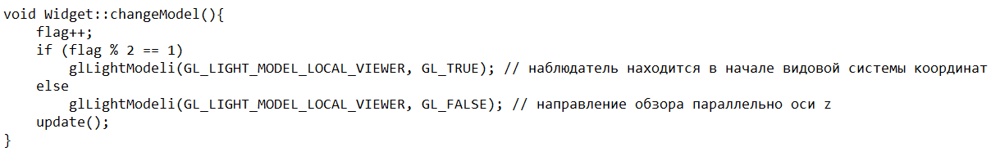 void Widget::changeModel(){
    flag++;
    if (flag % 2 == 1)
        glLightModeli(GL_LIGHT_MODEL_LOCAL_VIEWER, GL_TRUE); // наблюдатель находится в начале видовой системы координат
    else
        glLightModeli(GL_LIGHT_MODEL_LOCAL_VIEWER, GL_FALSE); // направление обзора параллельно оси z
    update();
}